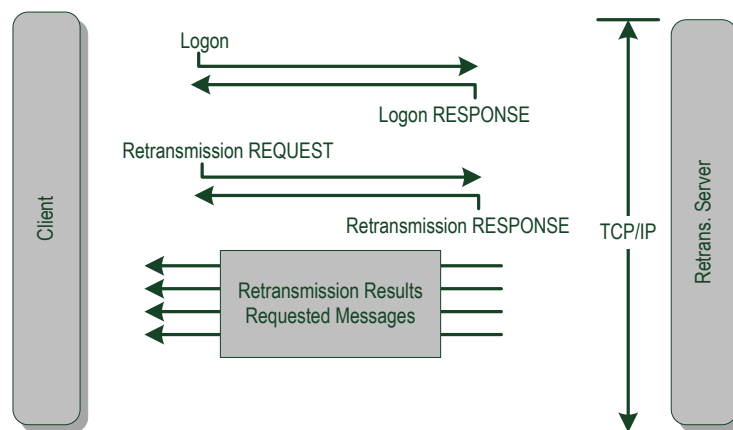 Logon
Logon RESPONSE
Retransmission REQUEST
Retransmission RESPONSE
Client
TCP/IP
Retrans. Server
Retransmission Results
Requested Messages